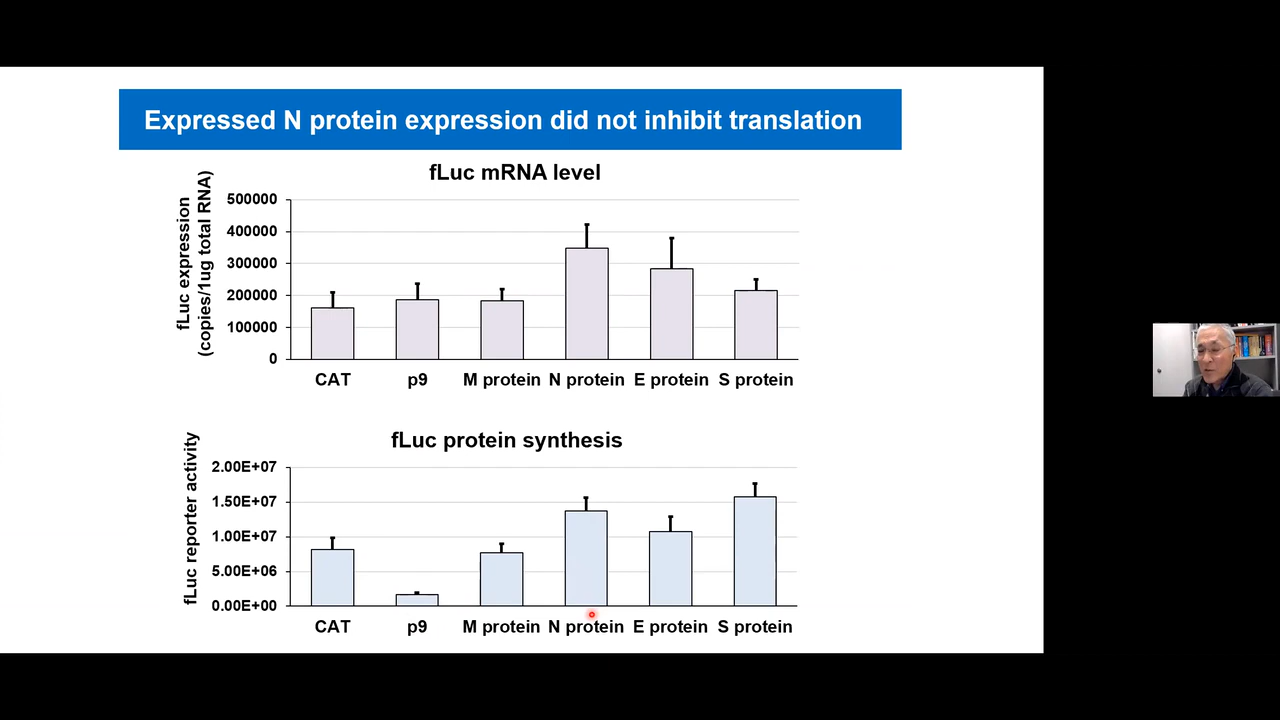 Expressed N protein expression did not inhibit translation
fLuc mRNA level
fLuc expression
(copies/1ug total RNA)
500000
400000
300000
200000
100000
0
CAT p9 M protein N protein E protein S protein
fLuc protein synthesis
fLuc reporter activity
2.00E+07
1.50E+07
1.00E+07
5.00E+06
0.00E+00
CAT p9 M protein N protein E protein S protein